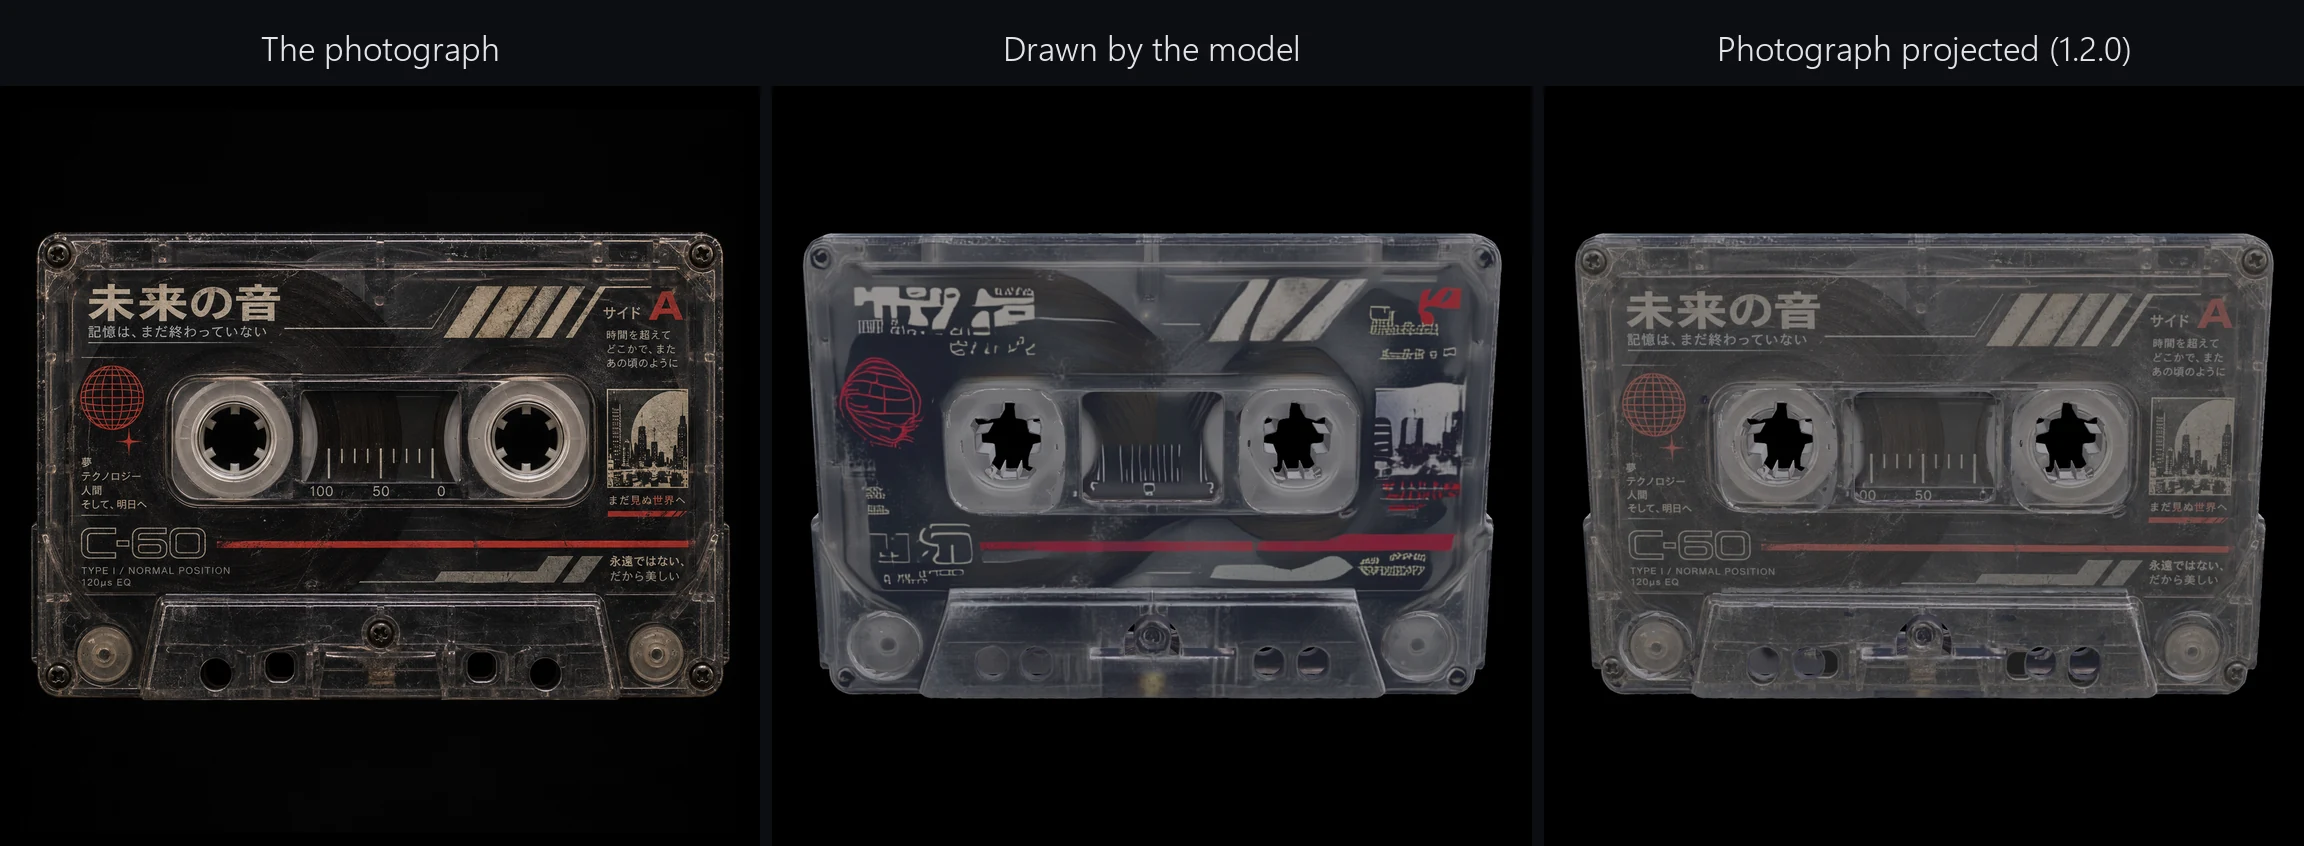 The photograph
未来の音
記憶は、まだ終わっていない
サイド A
時間を超えて
どこかで、また
あの頃のように
夢
テクノロジー
人間
そして、明日へ
100 50 0
まだ見ぬ世界へ
C-60
TYPE I / NORMAL POSITION
120μs EQ
永遠ではない、
だから美しい
Drawn by the model
Photograph projected (1.2.0)
未来の音
記憶は、まだ終わっていない
サイド A
時間を超えて
どこかで、また
あの頃のように
夢
テクノロジー
人間
そして、明日へ
50
まだ見ぬ世界へ
C-60
TYPE I / NORMAL POSITION
120μs EQ
永遠ではない、
だから美しい